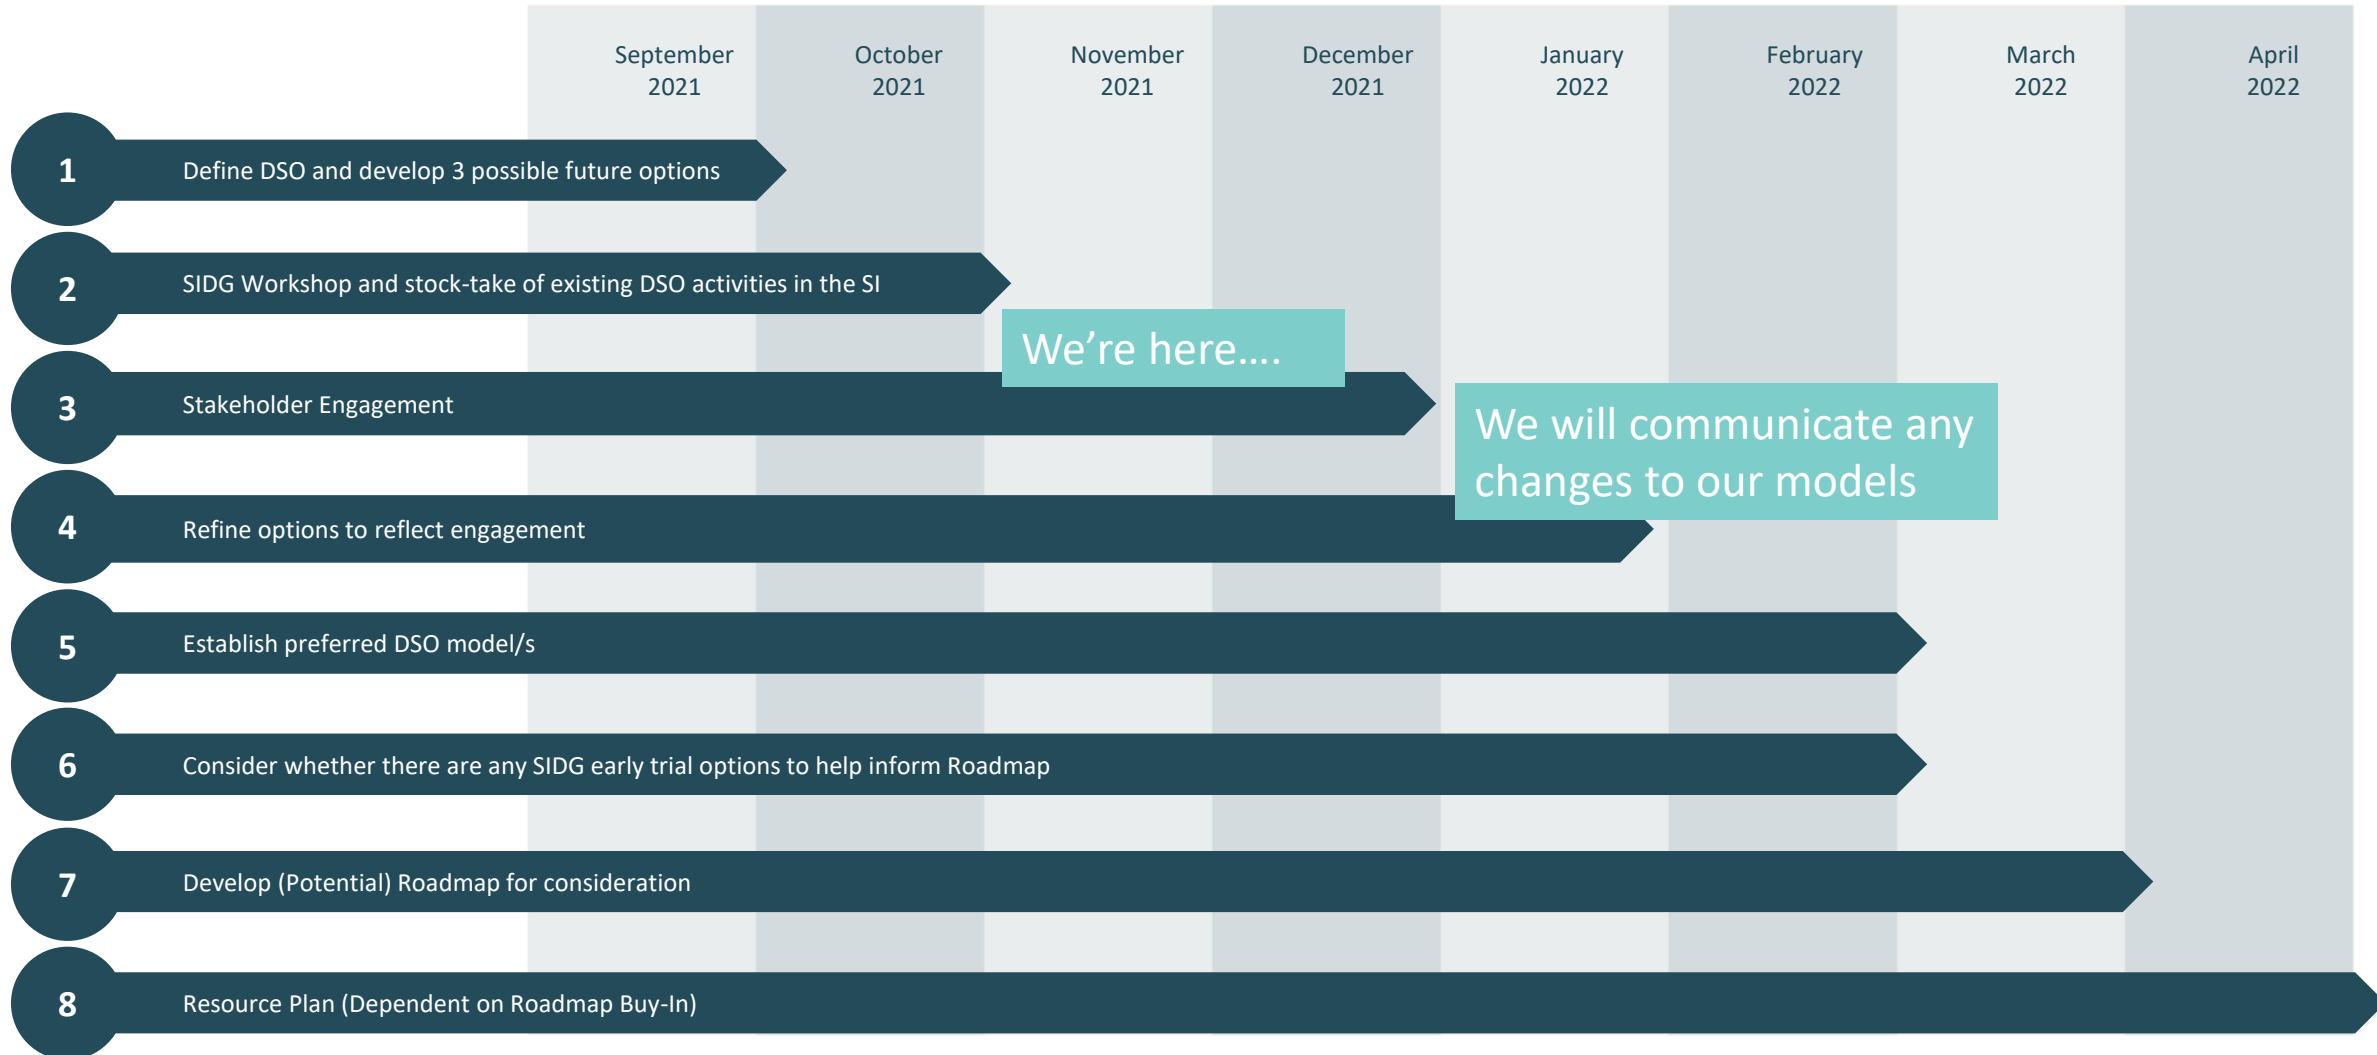 September
2021
October
2021
November
2021
December
2021
January
2022
February
2022
March
2022
April
2022
1
Define DSO and develop 3 possible future options
2
SIDG Workshop and stock-take of existing DSO activities in the SI
We’re here….
3
Stakeholder Engagement
We will communicate any
changes to our models
4
Refine options to reflect engagement
5
Establish preferred DSO model/s
6
Consider whether there are any SIDG early trial options to help inform Roadmap
7
Develop (Potential) Roadmap for consideration
8
Resource Plan (Dependent on Roadmap Buy-In)